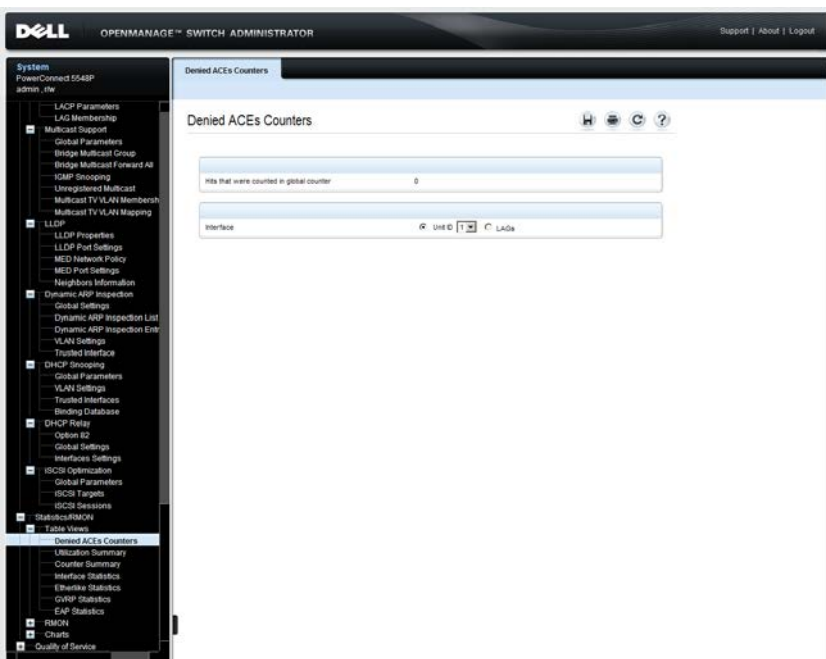 DELL
OPENMANAGE™ SWITCH ADMINISTRATOR
Support | About | Logout
System
PowerConnect 5548P
admin , r/w
LACP Parameters
LAG Membership
Multicast Support
Global Parameters
Bridge Multicast Group
Bridge Multicast Forward All
IGMP Snooping
Unregistered Multicast
Multicast TV VLAN Membersh
Multicast TV VLAN Mapping
LLDP
LLDP Properties
LLDP Port Settings
MED Network Policy
MED Port Settings
Neighbors Information
Dynamic ARP Inspection
Global Settings
Dynamic ARP Inspection List
Dynamic ARP Inspection Entr
VLAN Settings
Trusted Interface
DHCP Snooping
Global Parameters
VLAN Settings
Trusted Interfaces
Binding Database
DHCP Relay
Option 82
Global Settings
Interfaces Settings
iSCSI Optimization
Global Parameters
iSCSI Targets
iSCSI Sessions
Statistics/RMON
Table Views
Denied ACEs Counters
Utilization Summary
Counter Summary
Interface Statistics
Etherlike Statistics
GVRP Statistics
EAP Statistics
RMON
Charts
Quality of Service
Denied ACEs Counters
Denied ACEs Counters
?
Hits that were counted in global counter 0
Interface Unit ID 1 LAGs